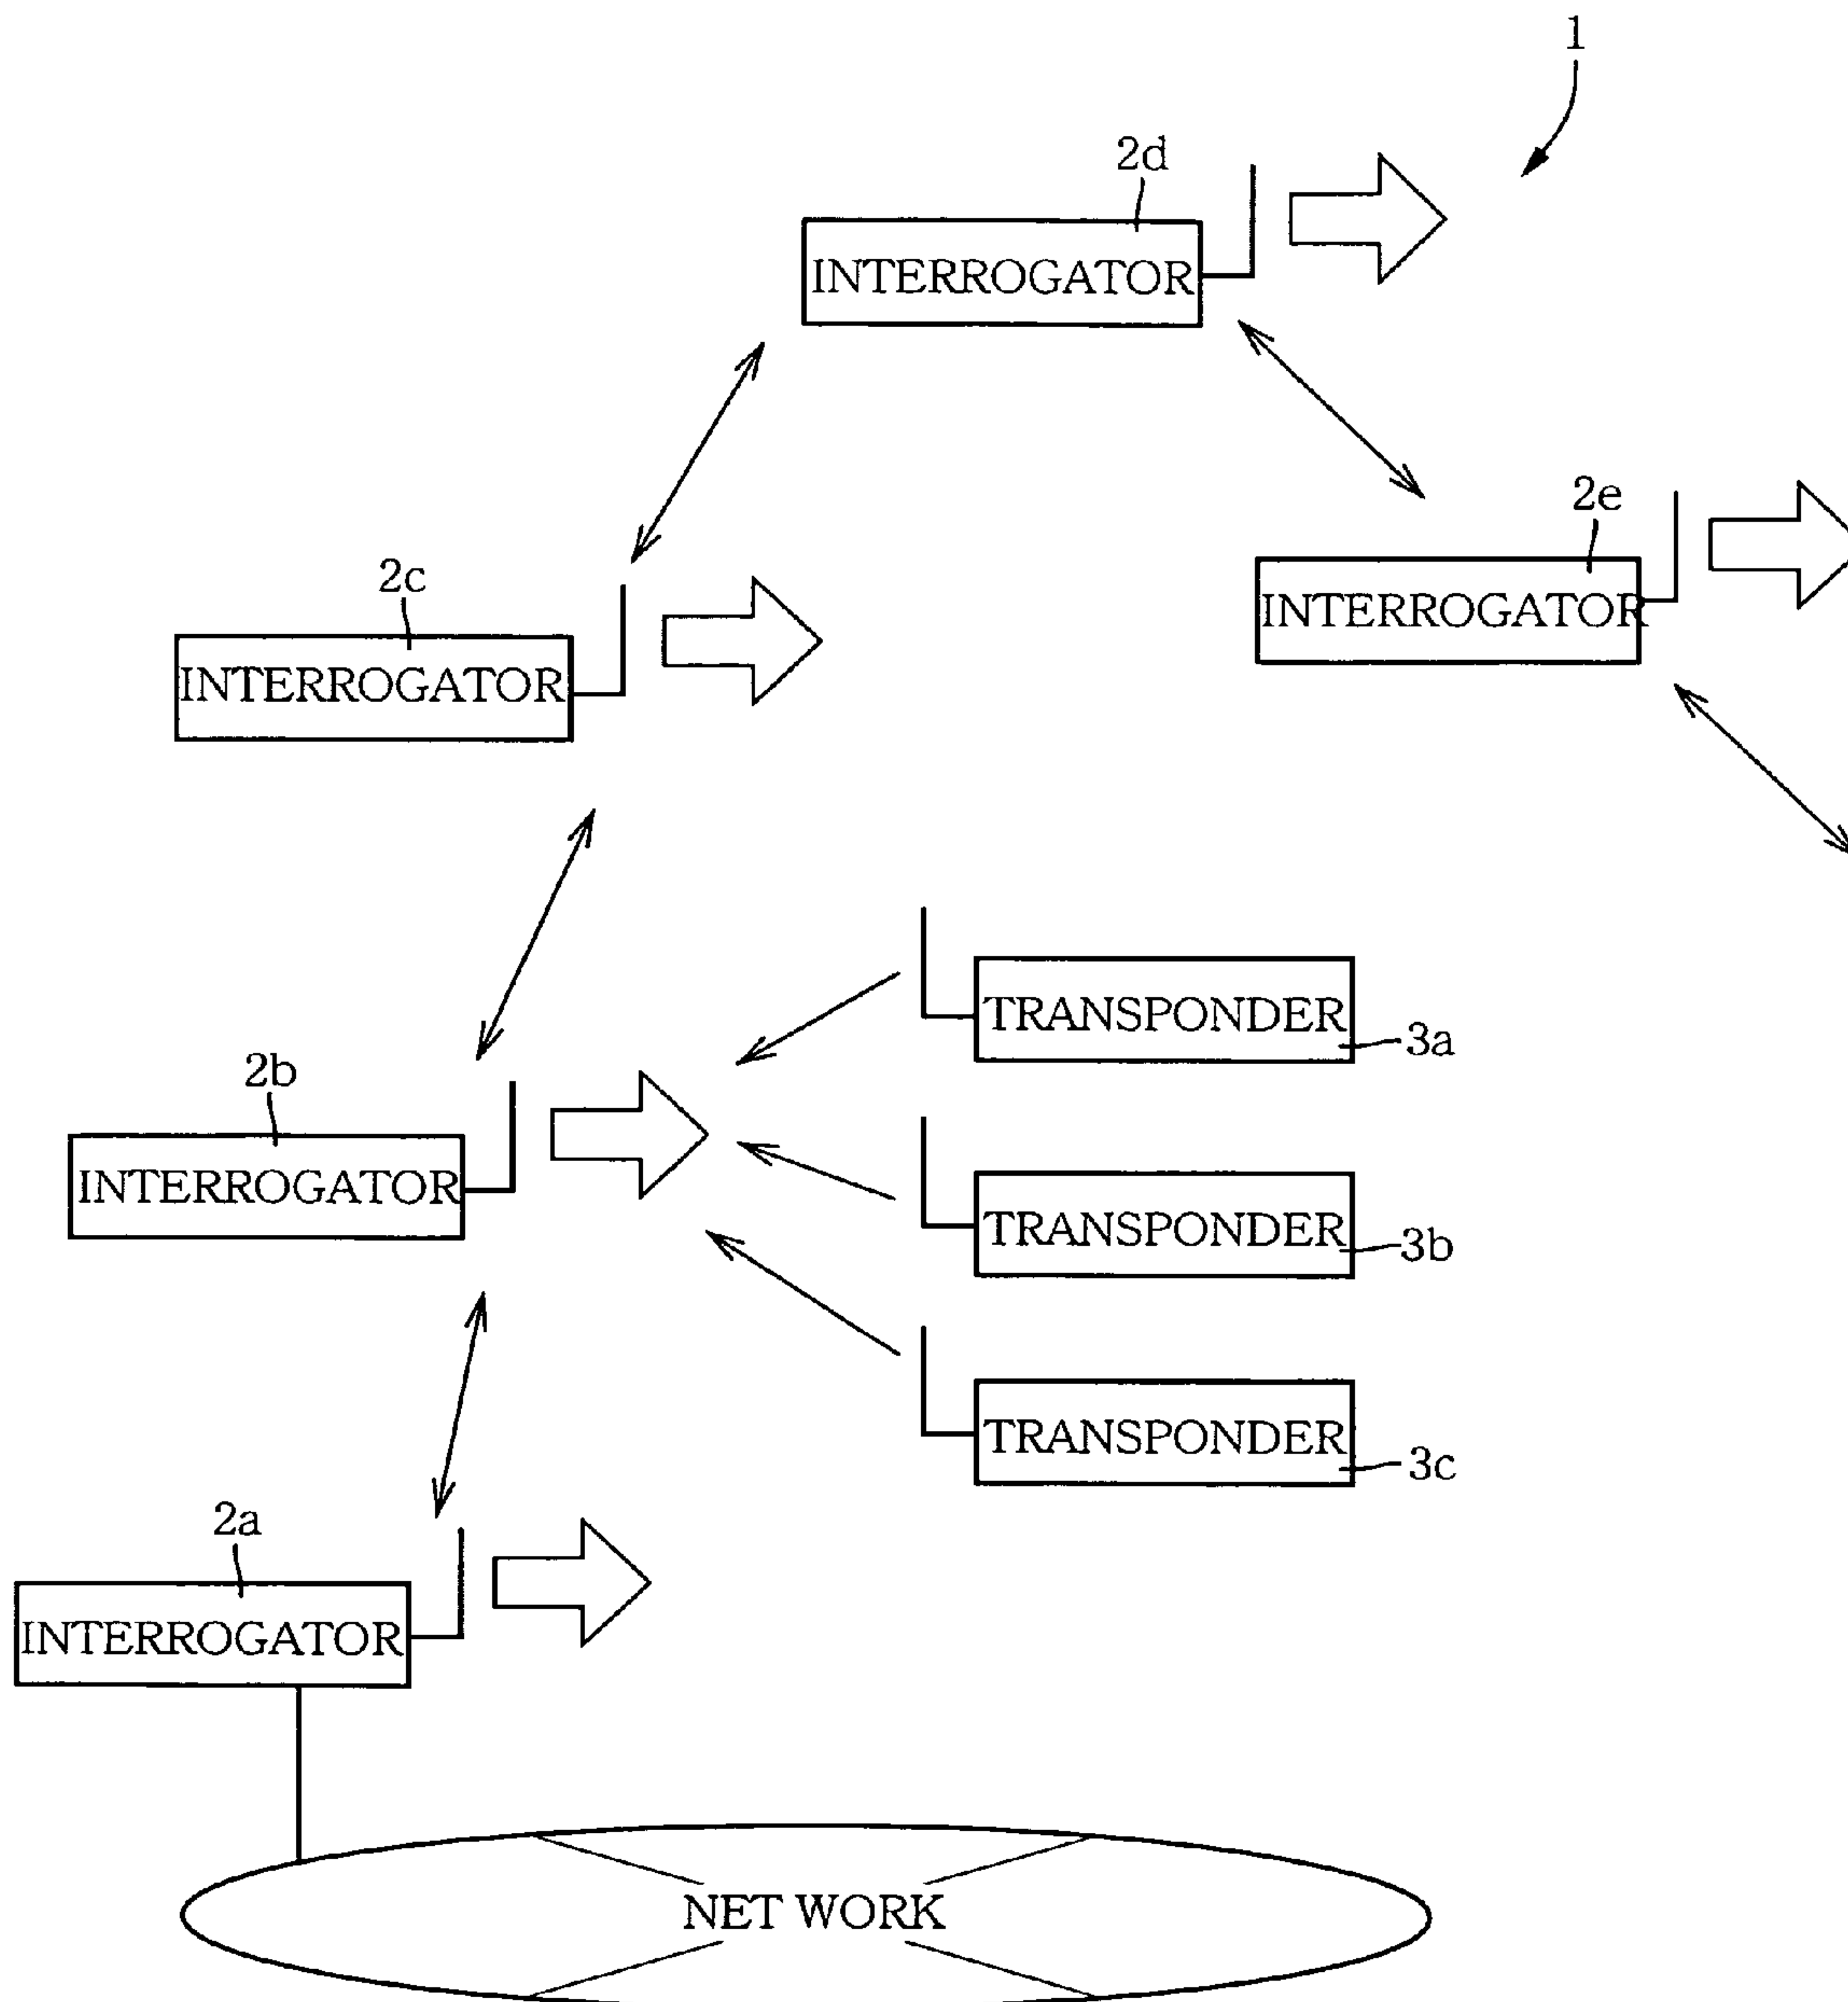 1
2d
INTERROGATOR
2e
INTERROGATOR
2c
INTERROGATOR
TRANSPONDER
3a
2b
INTERROGATOR
TRANSPONDER
3b
TRANSPONDER
3c
2a
INTERROGATOR
NET WORK